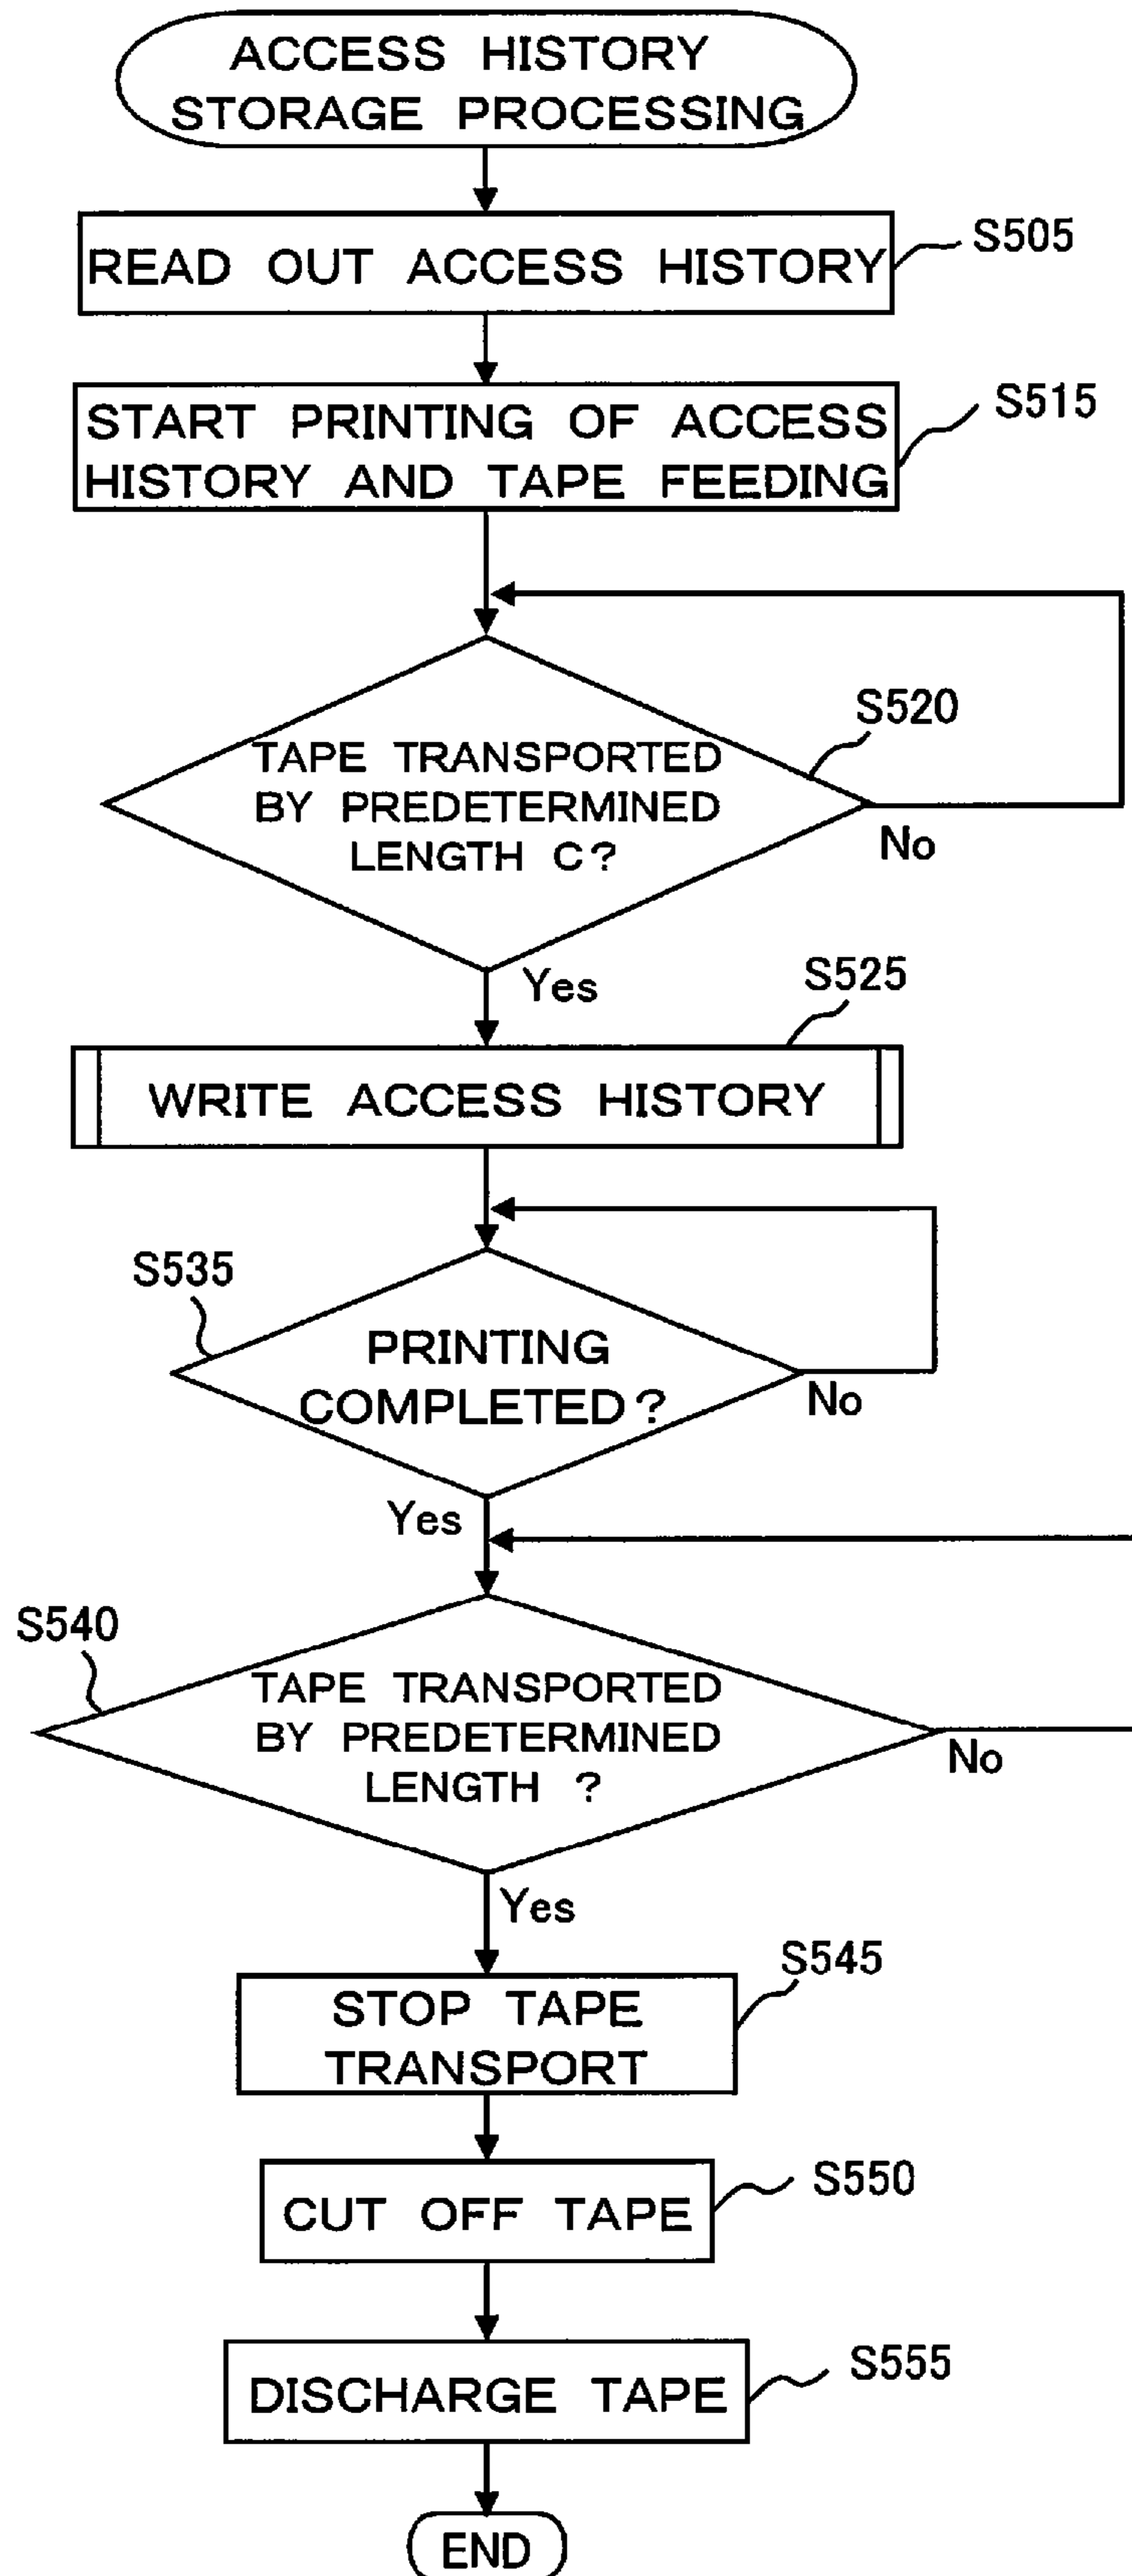 ACCESS HISTORY
STORAGE PROCESSING
READ OUT ACCESS HISTORY
S505
START PRINTING OF ACCESS
HISTORY AND TAPE FEEDING
S515
S520
TAPE TRANSPORTED
BY PREDETERMINED
LENGTH C?
No
Yes
S525
WRITE ACCESS HISTORY
S535
PRINTING
COMPLETED?
No
Yes
S540
TAPE TRANSPORTED
BY PREDETERMINED
LENGTH ?
No
Yes
S545
STOP TAPE
TRANSPORT
S550
CUT OFF TAPE
S555
DISCHARGE TAPE
END